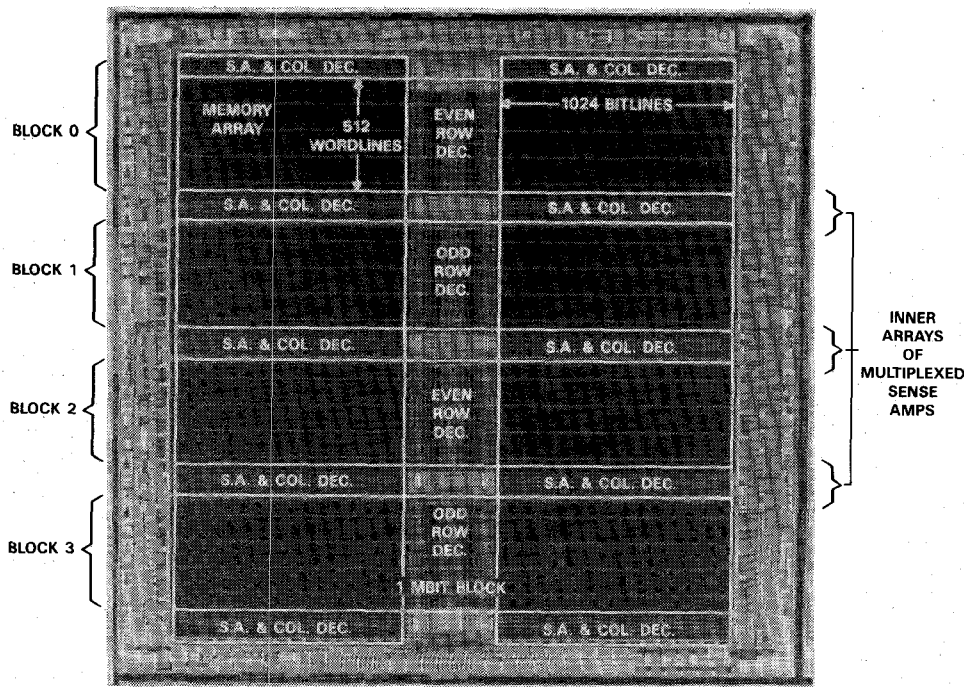 S.A. & COL. DEC.
S.A. & COL. DEC.
BLOCK 0
MEMORY
ARRAY
512
WORDLINES
EVEN
ROW
DEC.
1024 BITLINES
S.A. & COL. DEC.
S.A & COL. DEC.
BLOCK 1
ODD
ROW
DEC.
S.A. & COL. DEC.
S.A. & COL. DEC.
INNER
ARRAYS
OF
MULTIPLEXED
SENSE
AMPS
BLOCK 2
EVEN
ROW
DEC.
S.A. & COL. DEC.
S.A. & COL. DEC.
BLOCK 3
ODD
ROW
DEC.
1 MBIT BLOCK
S.A. & COL. DEC.
S.A. & COL. DEC.